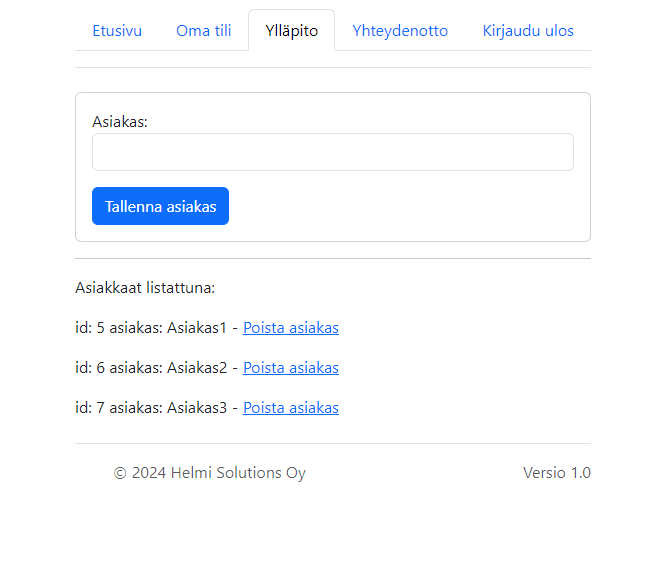 Etusivu Oma tili Ylläpito Yhteydenotto Kirjaudu ulos
Asiakas:
Tallenna asiakas
Asiakkaat listattuna:
id: 5 asiakas: Asiakas1 - Poista asiakas
id: 6 asiakas: Asiakas2 - Poista asiakas
id: 7 asiakas: Asiakas3 - Poista asiakas
© 2024 Helmi Solutions Oy Versio 1.0